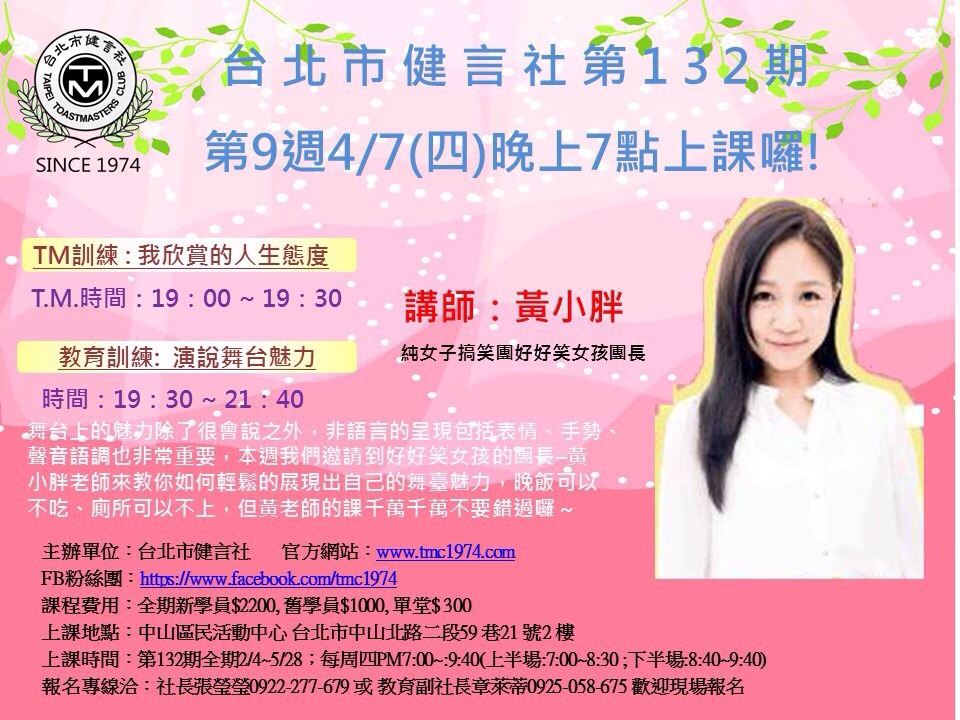 台北市健言社
TM
TAIPEI TOASTMASTERS CLUB
SINCE 1974
台北市健言社第132期
第9週4/7(四)晚上7點上課囉!
TM訓練 : 我欣賞的人生態度
T.M.時間：19：00 ~ 19：30
講師：黃小胖
純女子搞笑團好好笑女孩團長
教育訓練: 演說舞台魅力
時間：19：30 ~ 21：40
舞台上的魅力除了很會說之外，非語言的呈現包括表情、手勢、
聲音語調也非常重要，本週我們邀請到好好笑女孩的團長--黃
小胖老師來教你如何輕鬆的展現出自己的舞臺魅力，晚飯可以
不吃、廁所可以不上，但黃老師的課千萬千萬不要錯過囉~
主辦單位：台北市健言社 官方網站：www.tmc1974.com
FB粉絲團：https://www.facebook.com/tmc1974
課程費用：全期新學員$2200, 舊學員$1000, 單堂$ 300
上課地點：中山區民活動中心 台北市中山北路二段59 巷21 號2 樓
上課時間：第132期全期2/4~5/28；每周四PM7:00~:9:40(上半場:7:00~8:30 ;下半場:8:40~9:40)
報名專線洽：社長張瑩瑩0922-277-679 或 教育副社長章萊蒂0925-058-675 歡迎現場報名